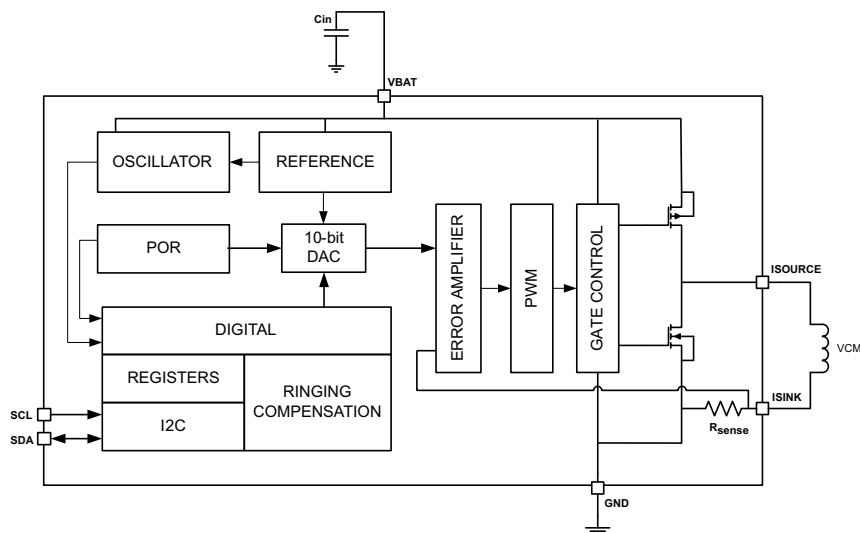 Cin
VBAT
OSCILLATOR
REFERENCE
POR
10-bit
DAC
ERROR AMPLIFIER
PWM
GATE CONTROL
ISOURCE
VCM
DIGITAL
REGISTERS
RINGING
COMPENSATION
I2C
SCL
SDA
ISINK
Rsense
GND